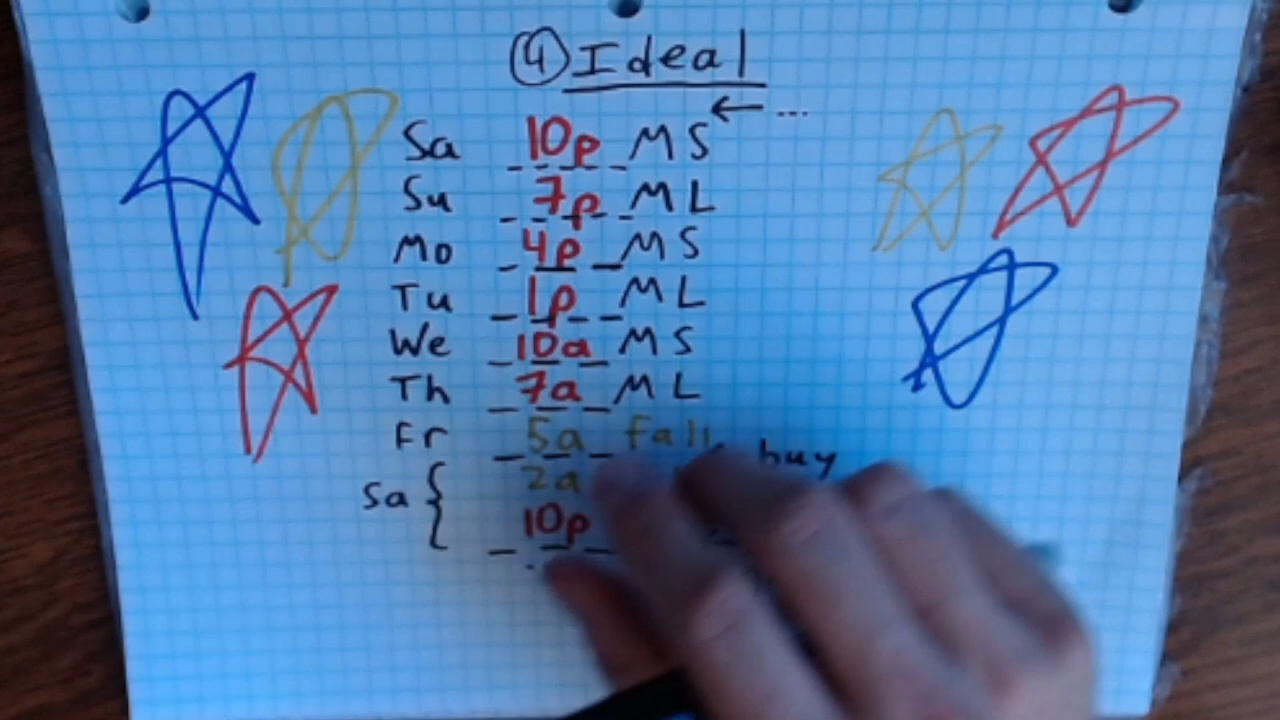 ④ Ideal
← ...
Sa 10p MS
Su 7p ML
Mo 4p MS
Tu 1p ML
We 10a MS
Th 7a ML
Fr 5a fall
buy
2a
Sa {
10p